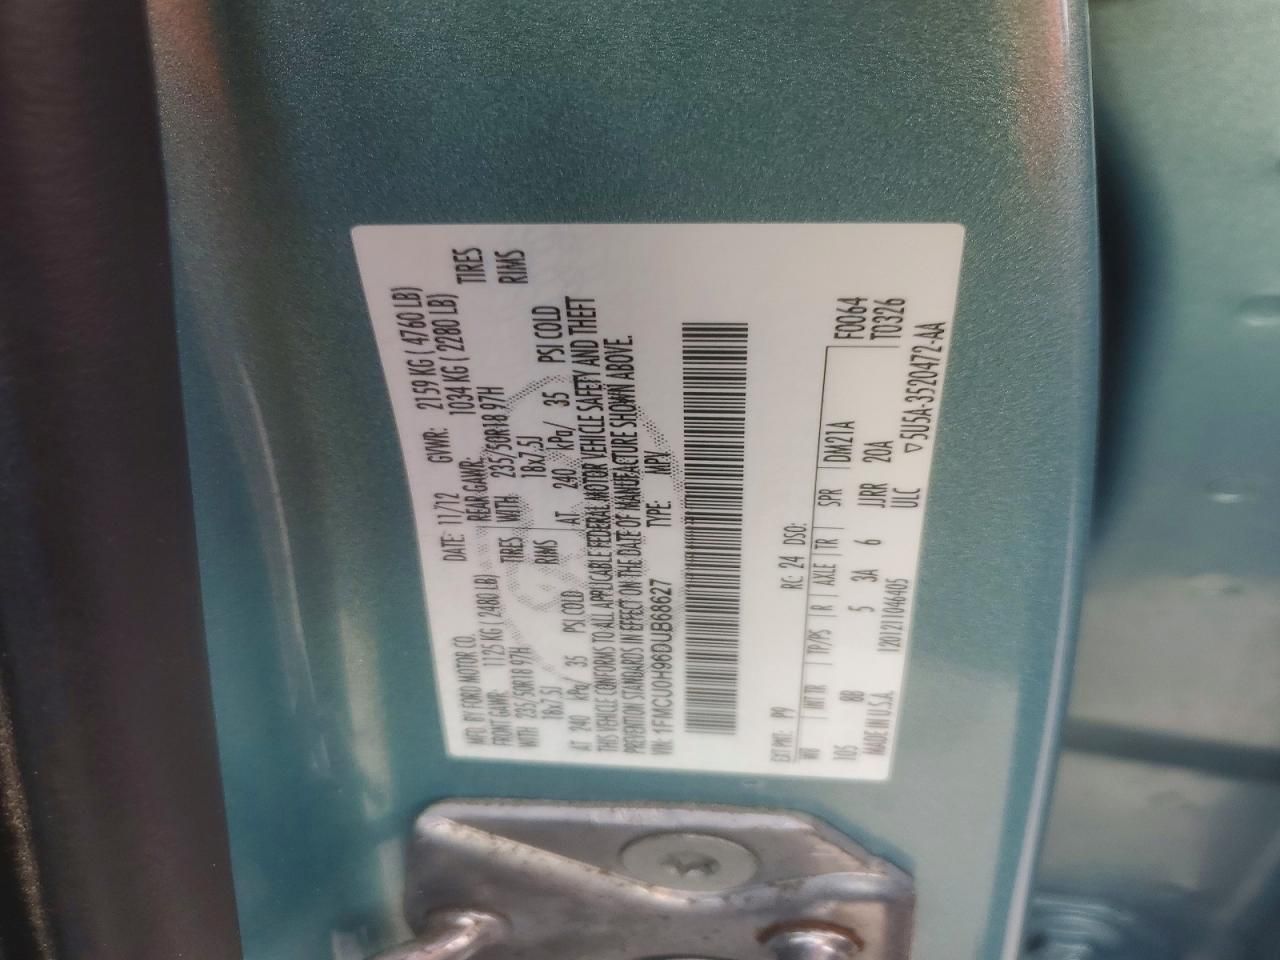 MFD. BY FORD MOTOR CO.
DATE: 11/12 GVWR: 2159 KG ( 4760 LB)
FRONT GAWR: 1125 KG ( 2480 LB) REAR GAWR: 1034 KG ( 2280 LB)
WITH 235/50R18 97H TIRES WITH 235/50R18 97H TIRES
18x7.5J RIMS 18x7.5J RIMS
AT 240 kPa/ 35 PSI COLD AT 240 kPa/ 35 PSI COLD
THIS VEHICLE CONFORMS TO ALL APPLICABLE FEDERAL MOTOR VEHICLE SAFETY AND THEFT
PREVENTION STANDARDS IN EFFECT ON THE DATE OF MANUFACTURE SHOWN ABOVE.
VIN: 1FMCU0H96DUB68627 TYPE: MPV
EXT PNT: P9 RC: 24 DSO:
WB INT TR TP/PS R AXLE TR SPR DM21A F0064
105 8B 5 3A 6 JJRR 20A T0326
MADE IN U.S.A. 1201211046405 ULC ▽5U5A-3520472-AA